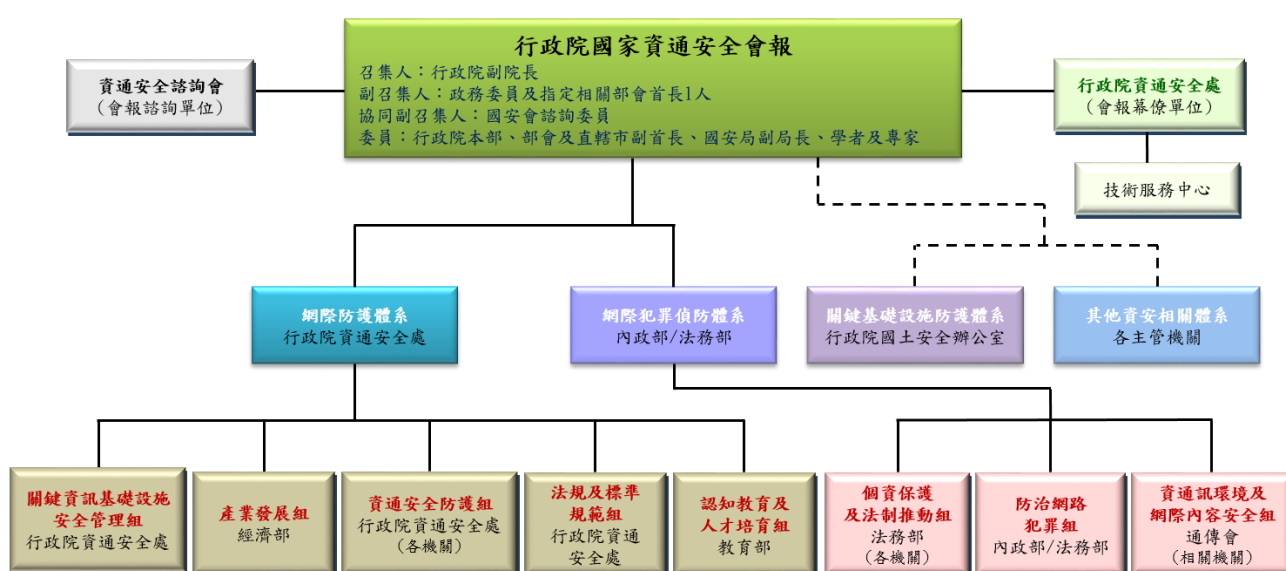 行政院國家資通安全會報
召集人：行政院副院長
副召集人：政務委員及指定相關部會首長1人
協同副召集人：國安會諮詢委員
委員：行政院本部、部會及直轄市副首長、國安局副局長、學者及專家
資通安全諮詢會
(會報諮詢單位)
行政院資通安全處
(會報幕僚單位)
技術服務中心
網際防護體系
行政院資通安全處
網際犯罪偵防體系
內政部/法務部
關鍵基礎設施防護體系
行政院國土安全辦公室
其他資安相關體系
各主管機關
關鍵資訊基礎設施
安全管理組
行政院資通安全處
產業發展組
經濟部
資通安全防護組
行政院資通安全處
(各機關)
法規及標準
規範組
行政院資通
安全處
認知教育及
人才培育組
教育部
個資保護
及法制推動組
法務部
(各機關)
防治網路
犯罪組
內政部/法務部
資通訊環境及
網際內容安全組
通傳會
(相關機關)